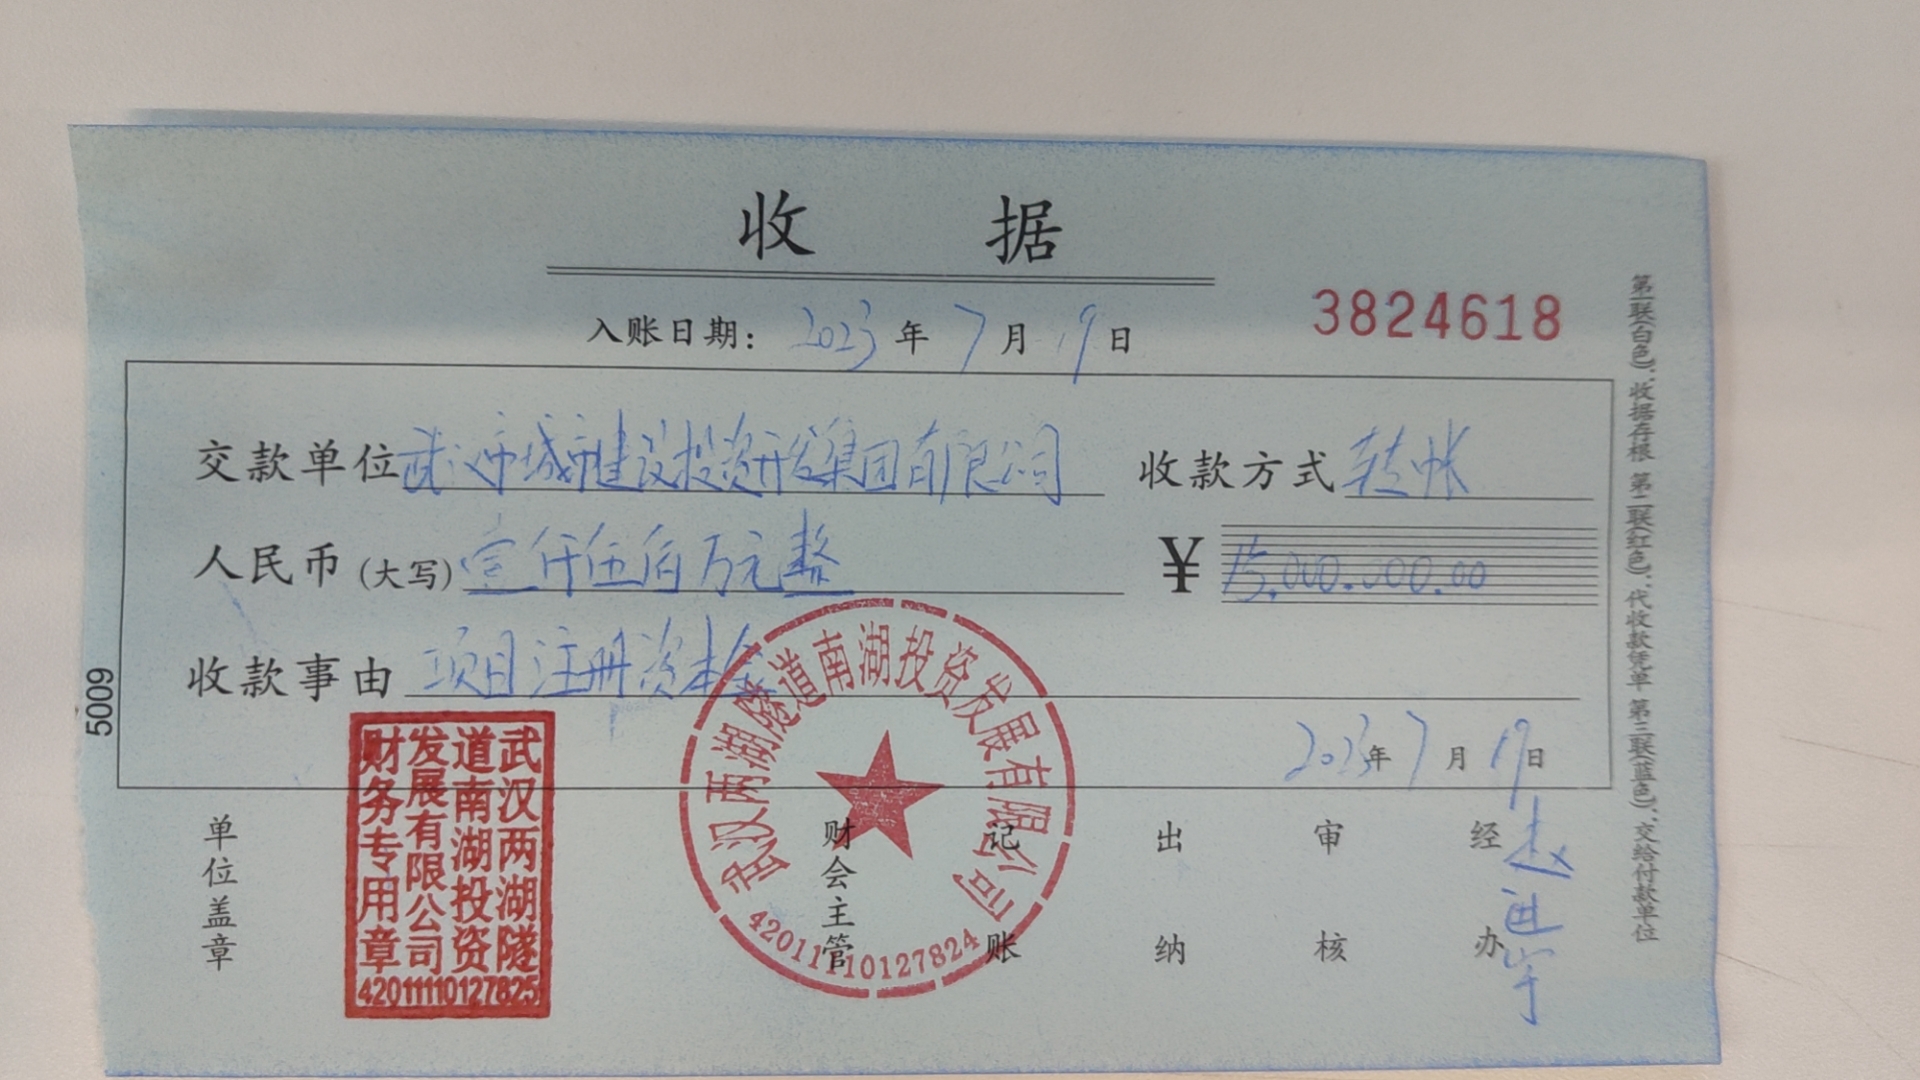 收据
3824618
入账日期：2023年7月19日
交款单位武汉市城市建设投资开发集团有限公司 收款方式转帐
人民币(大写)壹仟伍佰万元整 ¥15,000,000.00
收款事由 项目注册资本金
2023年7月19日
单位盖章 财会主管 记账 出纳 审核 经办
武汉两湖隧道南湖投资发展有限公司财务专用章
42011110127825
武汉两湖隧道南湖投资发展有限公司
42011110127824
5009
第一联(白色)：收据存根 第二联(红色)：代收款凭单 第三联(蓝色)：交给付款单位